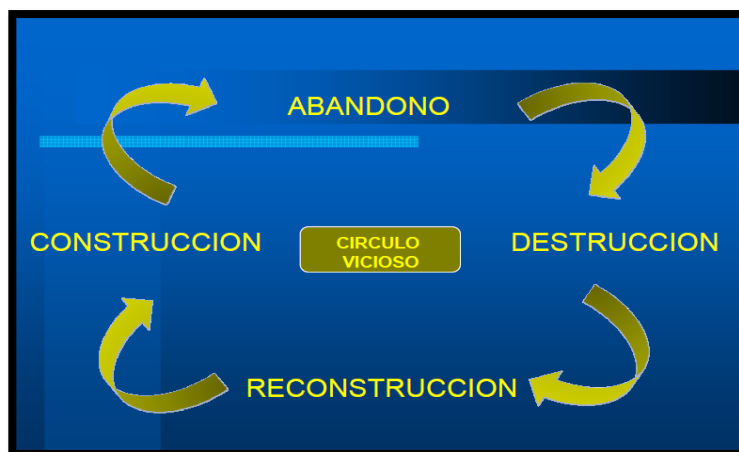 ABANDONO
CONSTRUCCION
CIRCULO
VICIOSO
DESTRUCCION
RECONSTRUCCION